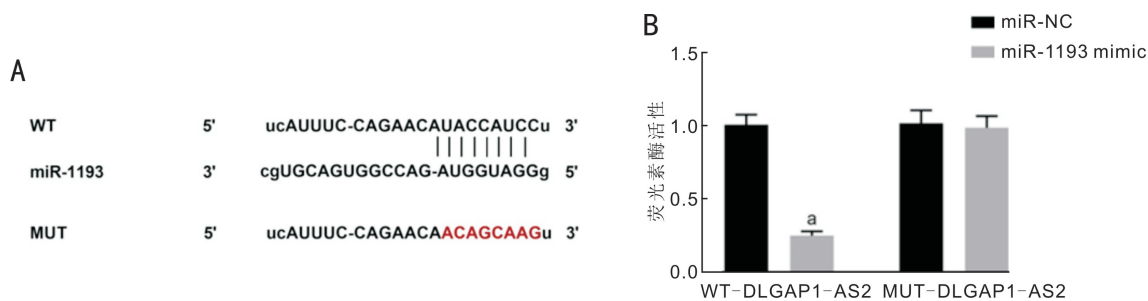 A
WT 5' ucAUUUC-CAGAACAUACCAUCCu 3'
miR-1193 3' cgUGCAGUGGCCAG-AUGGUAGGg 5'
MUT 5' ucAUUUC-CAGAACAACAGCAAGu 3'
B
miR-NC
miR-1193 mimic
荧光素酶活性
1.5
1.0
0.5
0.0
a
WT-DLGAP1-AS2 MUT-DLGAP1-AS2